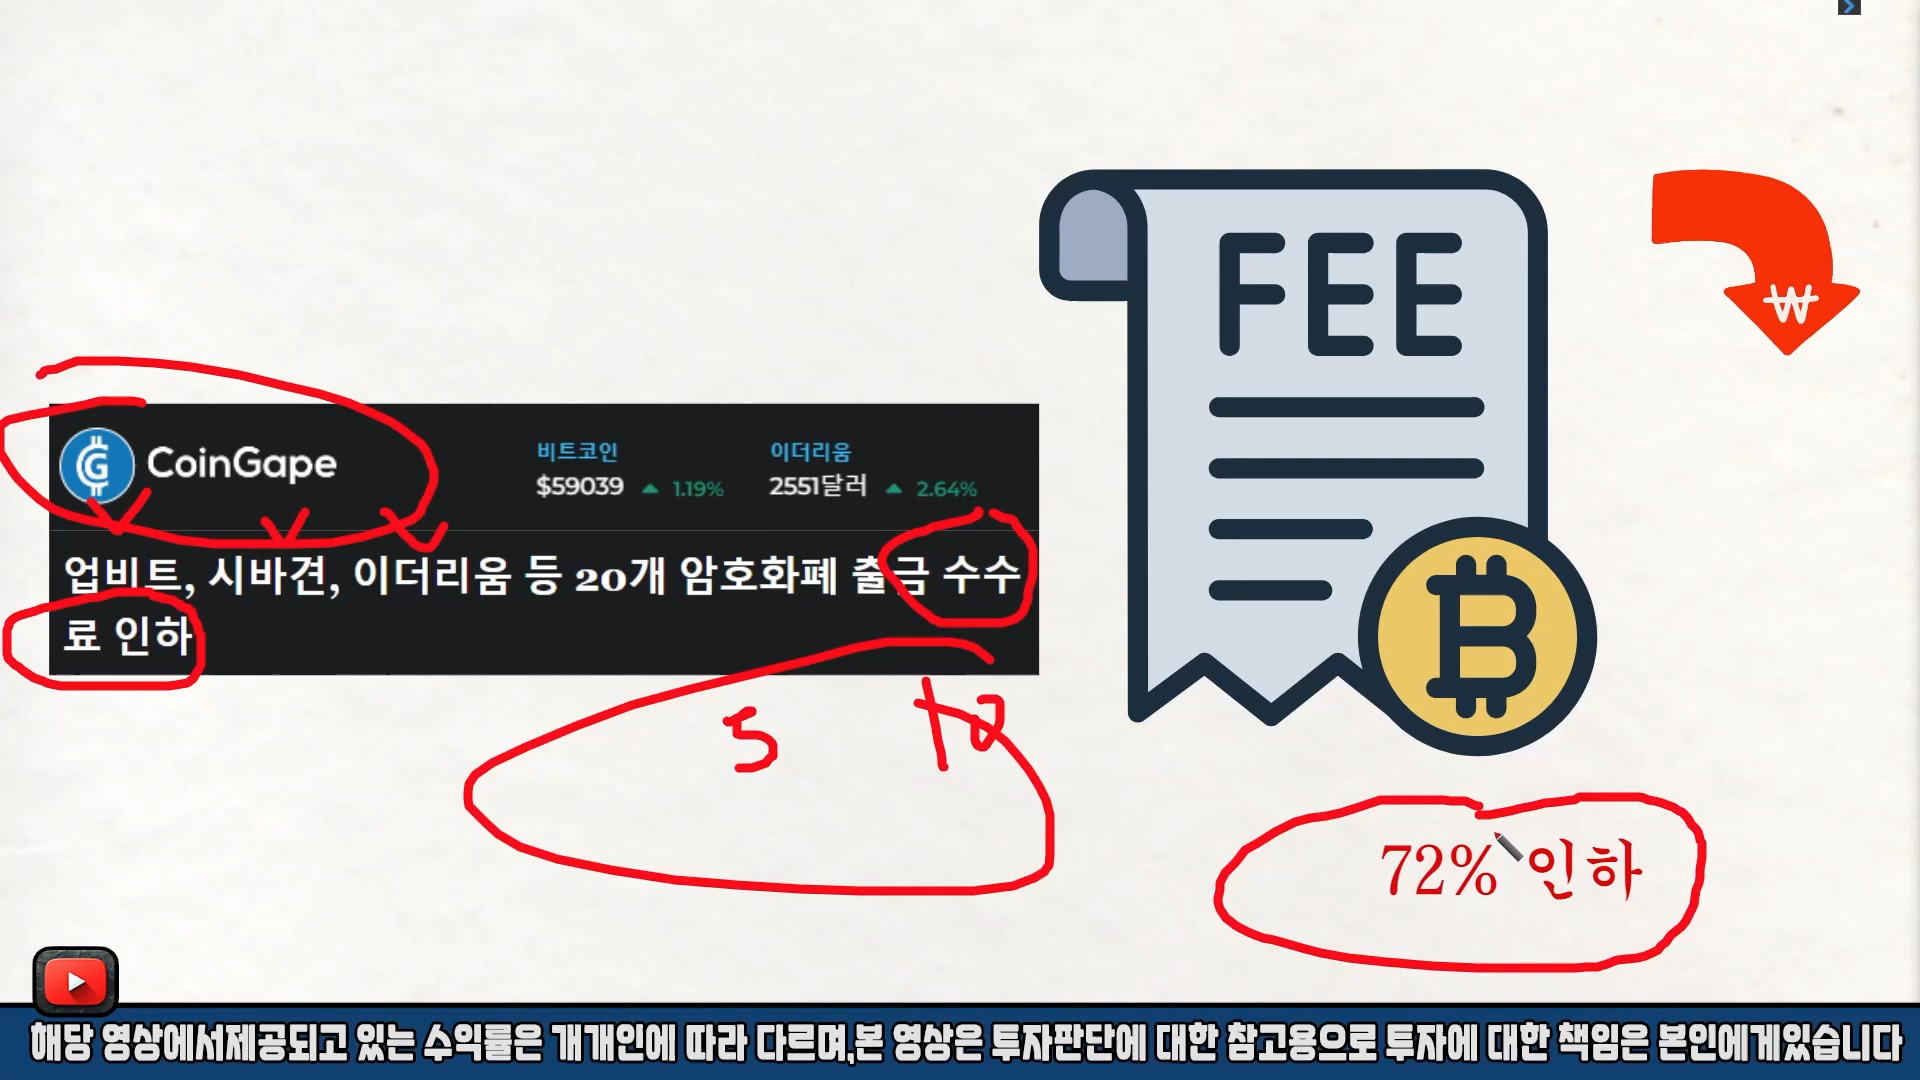 FEE
₩
CoinGape
비트코인
$59039 ▲ 1.19%
이더리움
2551달러 ▲ 2.64%
업비트, 시바견, 이더리움 등 20개 암호화폐 출금 수수
료 인하
5 10
72% 인하
해당 영상에서제공되고 있는 수익률은 개개인에 따라 다르며,본 영상은 투자판단에 대한 참고용으로 투자에 대한 책임은 본인에게있습니다